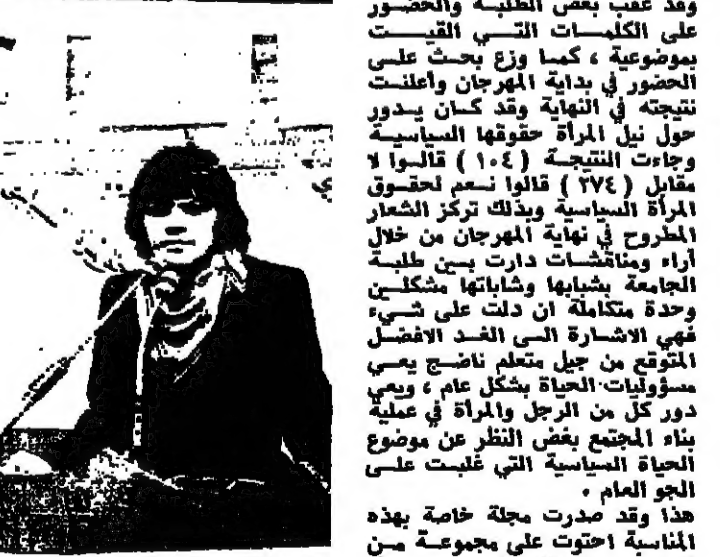 وقد عقب بعض الطلبة والحضور
على الكلمات التي القيت
بموضوعية ، كما وزع بحث على
الحضور في بداية المهرجان وأعلنت
نتيجته في النهاية وقد كان يدور
حول نيل المرأة حقوقها السياسية
وجاءت النتيجة ( ١٠٤ ) قالوا لا
مقابل ( ٢٧٤ ) قالوا نعم لحقوق
المرأة السياسية وبذلك تركز الشعار
المطروح في نهاية المهرجان من خلال
أراء ومناقشات دارت بين طلبة
الجامعة بشبابها وشاباتها مشكلين
وحدة متكاملة ان دلت على شيء
فهي الاشارة الى الغد الافضل
المتوقع من جيل متعلم ناضج يعي
مسؤوليات الحياة بشكل عام ، ويعي
دور كل من الرجل والمرأة في عملية
بناء المجتمع بغض النظر عن موضوع
الحياة السياسية التي غلبت على
الجو العام .
هذا وقد صدرت مجلة خاصة بهذه
المناسبة احتوت على مجموعة من